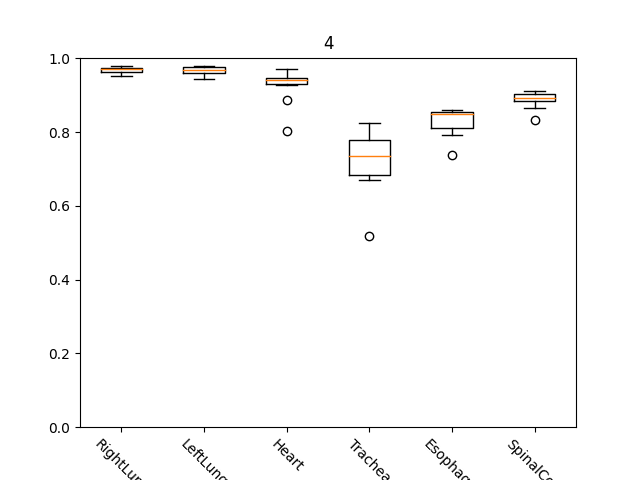 4
1.0
0.8
0.6
0.4
0.2
0.0
RightLun
LeftLung
Heart
Trachea
Esophag
SpinalCo